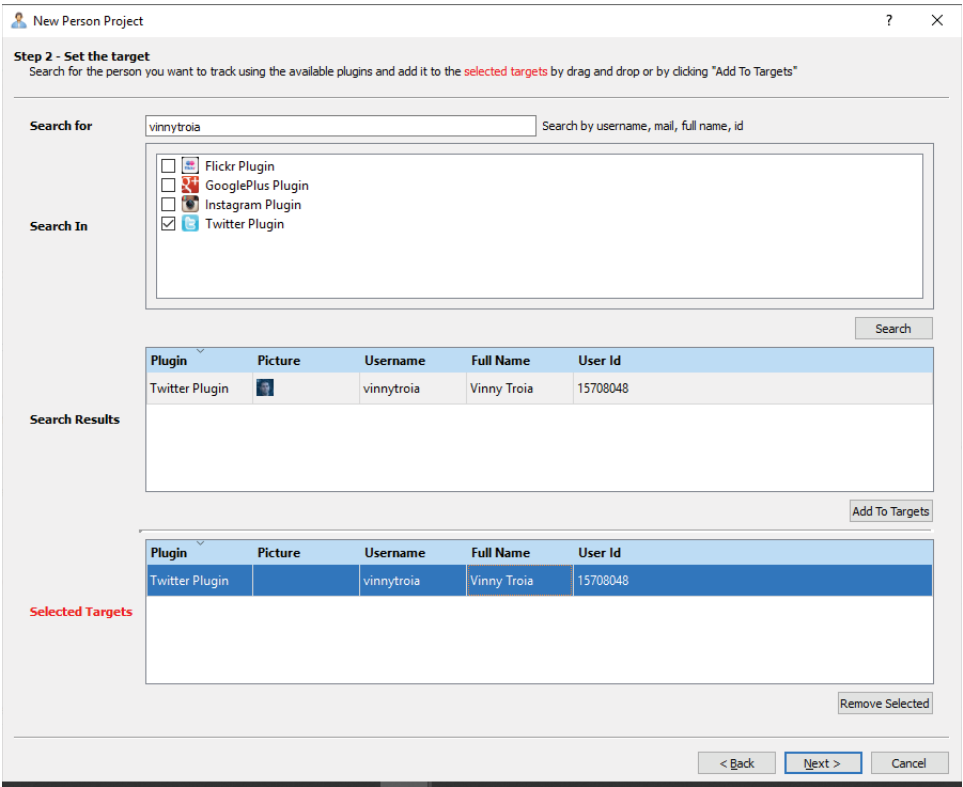 New Person Project
Step 2 - Set the target
Search for the person you want to track using the available plugins and add it to the selected targets by drag and drop or by clicking "Add To Targets"
Search for vinnytroia Search by username, mail, full name, id
Flickr Plugin
GooglePlus Plugin
Instagram Plugin
Search In
Twitter Plugin
Search
Plugin Picture Username Full Name User Id
Twitter Plugin vinnytroia Vinny Troia 15708048
Search Results
Add To Targets
Plugin Picture Username Full Name User Id
Twitter Plugin vinnytroia Vinny Troia 15708048
Selected Targets
Remove Selected
< Back Next > Cancel